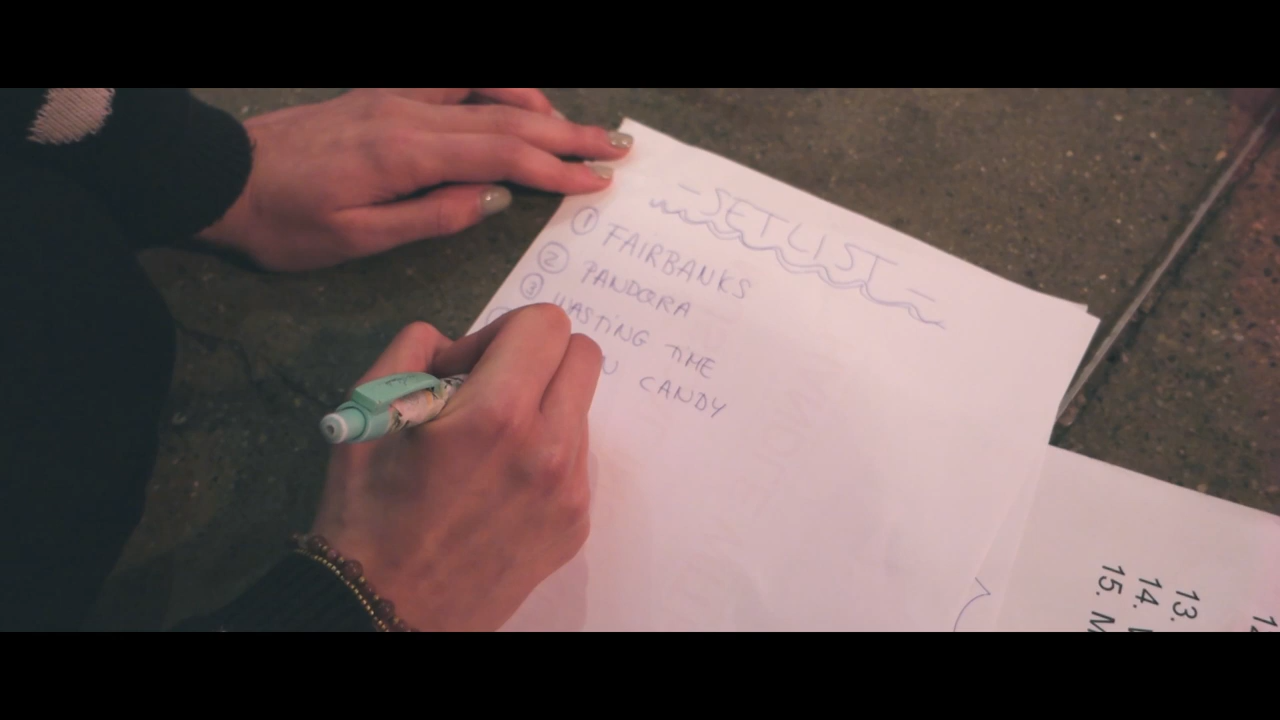 - SETLIST -
① FAIRBANKS
② PANDORA
③ WASTING TIME
CANDY
13.
14.
15. M